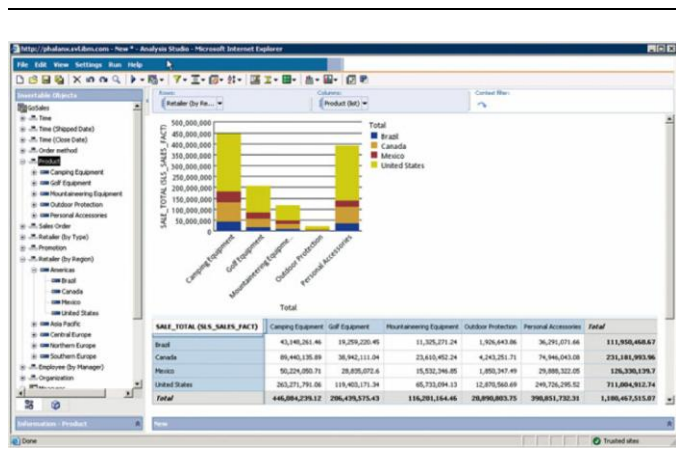 http://phalanx.svl.ibm.com - New * - Analysis Studio - Microsoft Internet Explorer
File Edit View Settings Run Help
Insertable Objects
GoSales
Time
Time (Shipped Date)
Time (Close Date)
Order method
Product
Camping Equipment
Golf Equipment
Mountaineering Equipment
Outdoor Protection
Personal Accessories
Sales Order
Retailer (by Type)
Promotion
Retailer (by Region)
Americas
Brazil
Canada
Mexico
United States
Asia Pacific
Central Europe
Northern Europe
Southern Europe
Employee (by Manager)
Organization
Information - Product
Rows:
Retailer (by Re...
Columns:
Product (list)
Context filter:
SALE_TOTAL (SLS_SALES_FACT)
500,000,000
450,000,000
400,000,000
350,000,000
300,000,000
250,000,000
200,000,000
150,000,000
100,000,000
50,000,000
0
Camping Equipment
Golf Equipment
Mountaineering Equipme...
Outdoor Protection
Personal Accessories
Total
Total
Brazil
Canada
Mexico
United States
SALE_TOTAL (SLS_SALES_FACT) Camping Equipment Golf Equipment Mountaineering Equipment Outdoor Protection Personal Accessories Total
Brazil 43,148,261.46 19,259,220.45 11,325,271.24 1,926,643.86 36,291,071.66 111,950,468.67
Canada 89,440,135.89 38,942,111.04 23,610,452.24 4,243,251.71 74,946,043.08 231,181,993.96
Mexico 50,224,050.71 28,835,072.6 15,532,346.85 1,850,347.49 29,888,322.05 126,330,139.7
United States 263,271,791.06 119,403,171.34 65,733,094.13 12,870,560.69 249,726,295.52 711,004,912.74
Total 446,084,239.12 206,439,575.43 116,201,164.46 20,890,803.75 390,851,732.31 1,180,467,515.07
New
Done
Trusted sites